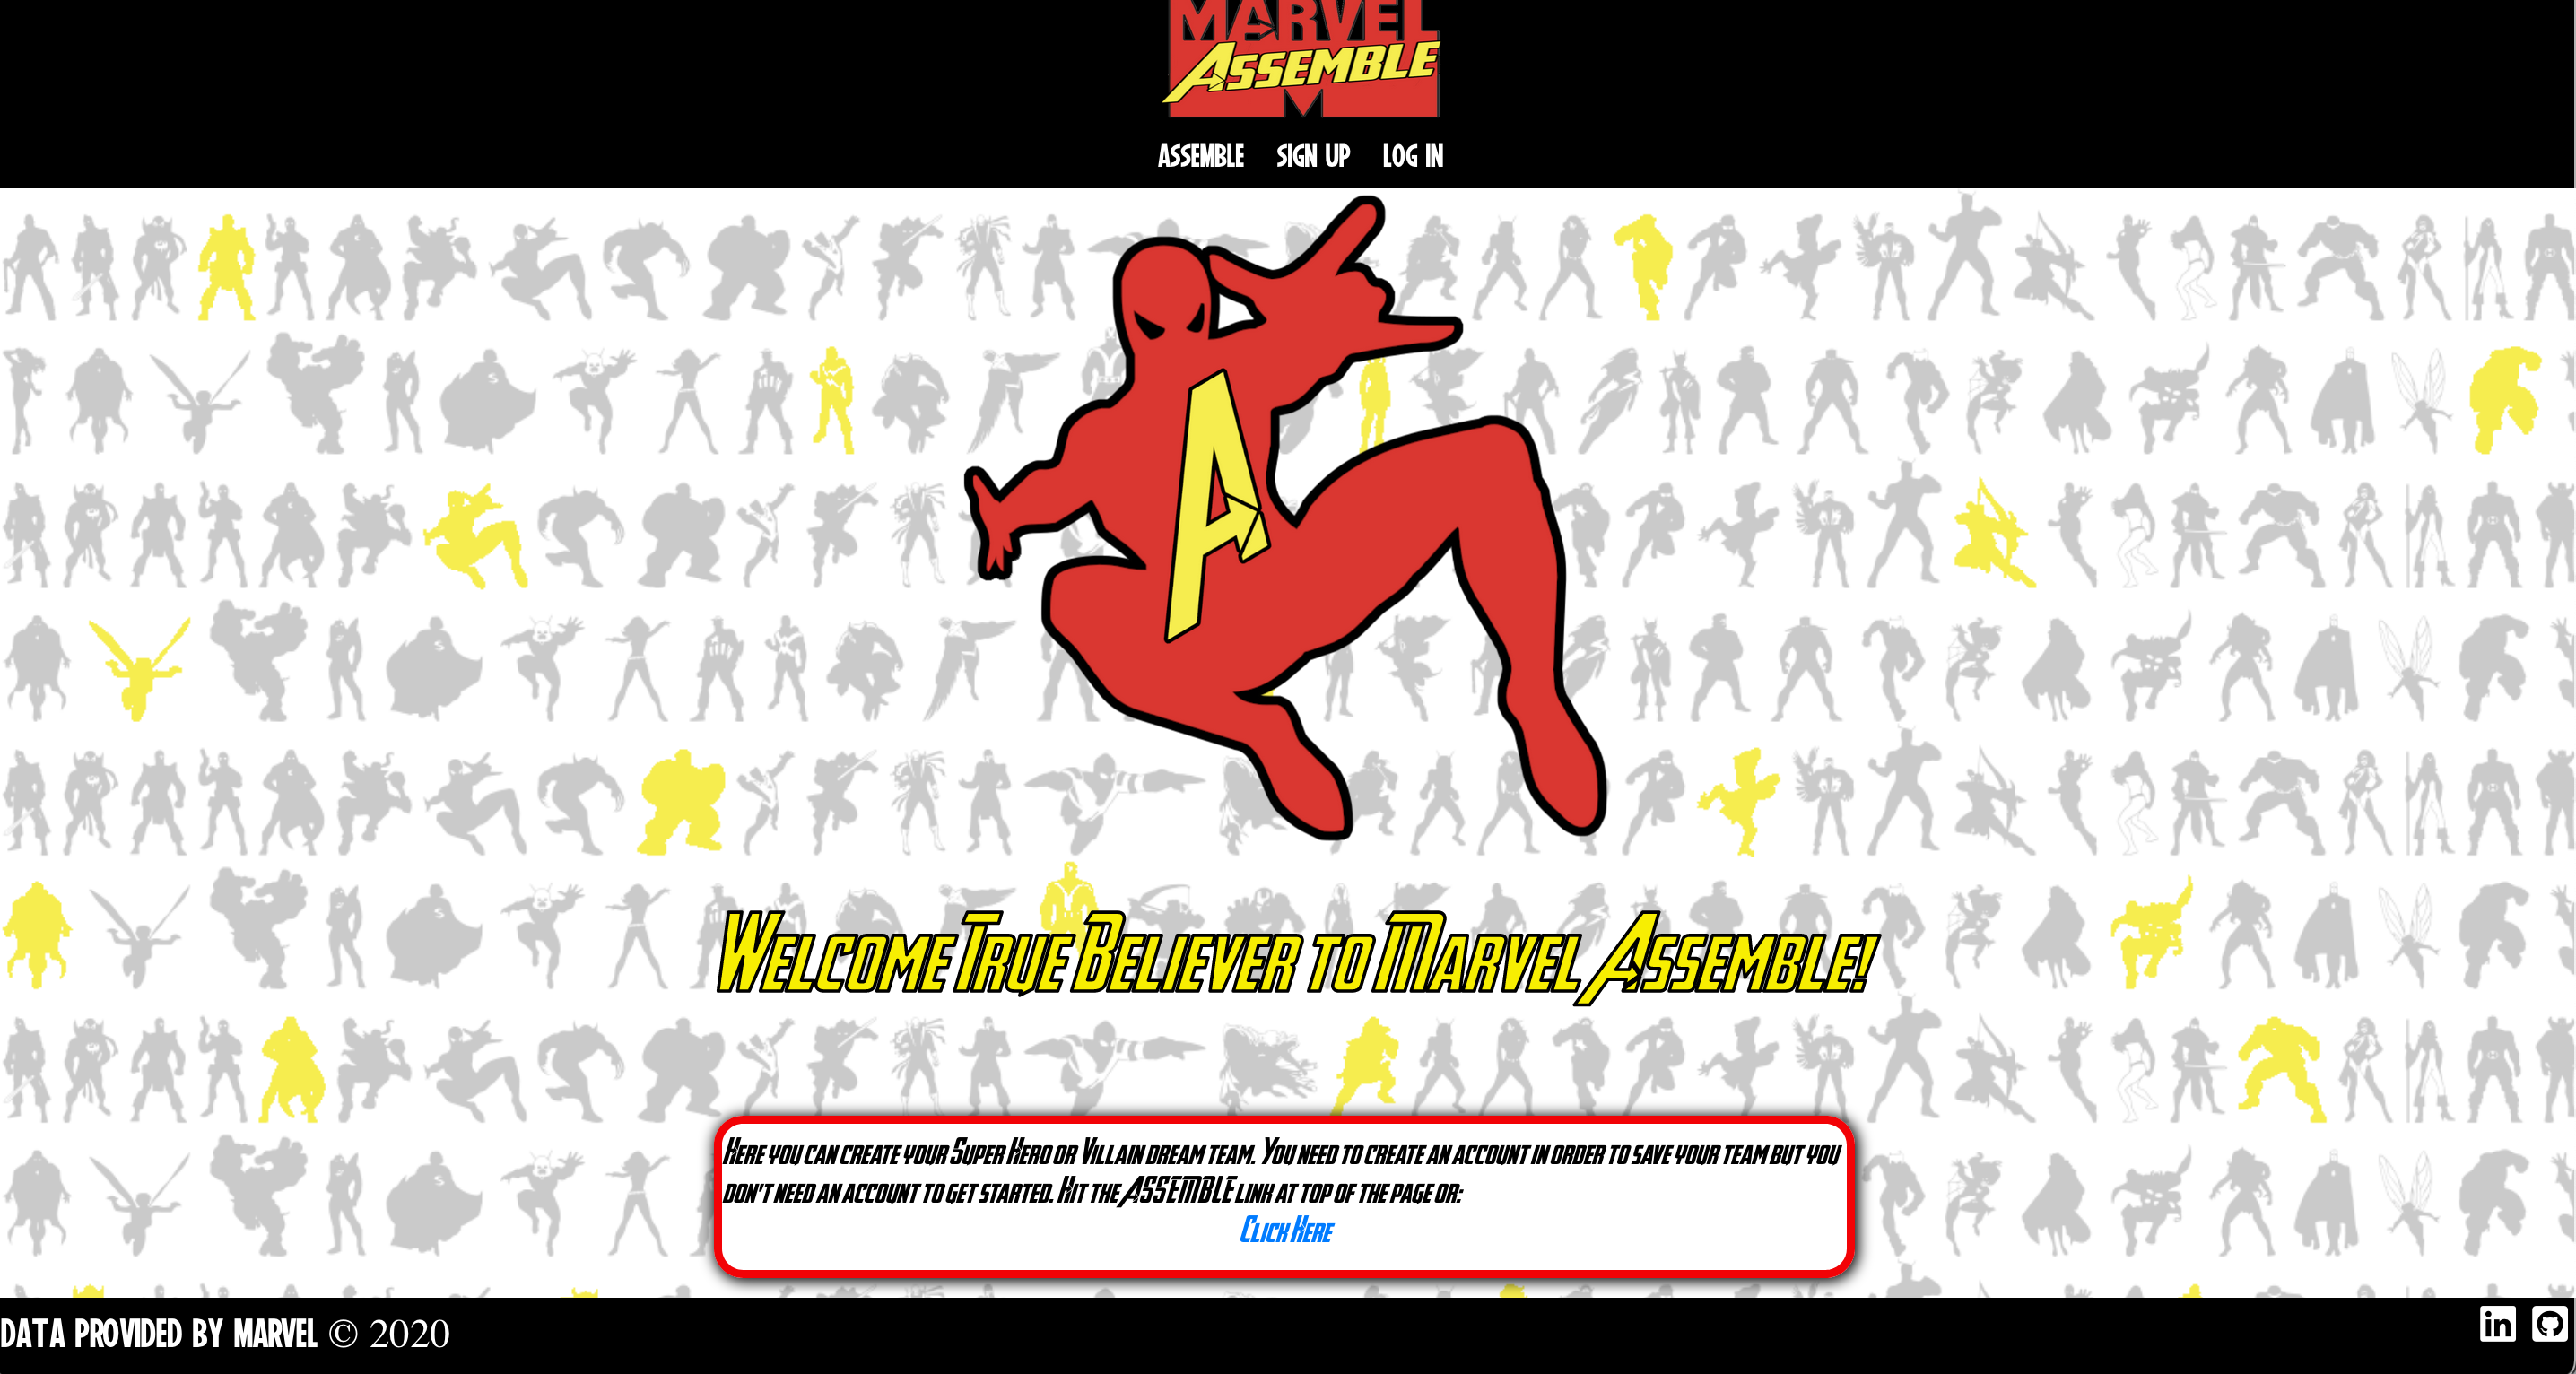 MARVEL
ASSEMBLE
ASSEMBLE SIGN UP LOG IN
A
WELCOME TRUE BELIEVER TO MARVEL ASSEMBLE!
HERE YOU CAN CREATE YOUR SUPER HERO OR VILLAIN DREAM TEAM. YOU NEED TO CREATE AN ACCOUNT IN ORDER TO SAVE YOUR TEAM BUT YOU
DON'T NEED AN ACCOUNT TO GET STARTED. HIT THE ASSEMBLE LINK AT TOP OF THE PAGE OR:
CLICK HERE
DATA PROVIDED BY MARVEL © 2020
in